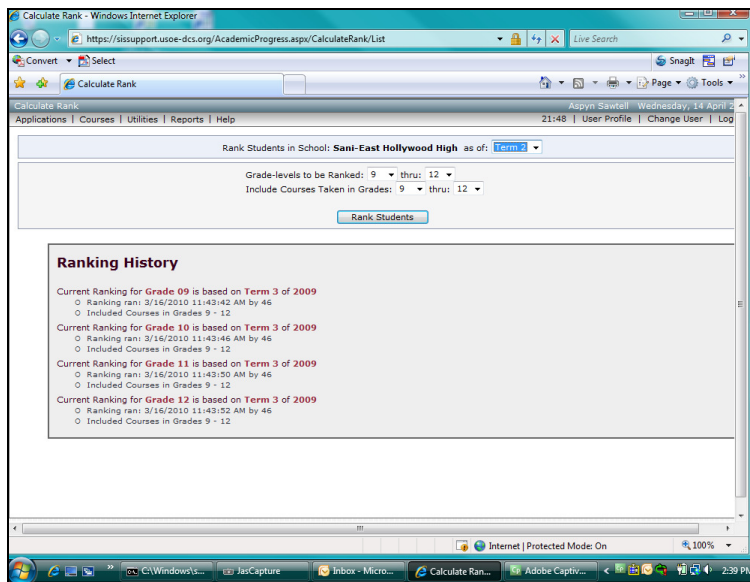 Calculate Rank - Windows Internet Explorer
https://sissupport.usoe-dcs.org/AcademicProgress.aspx/CalculateRank/List
Live Search
Convert Select
SnagIt
Calculate Rank
Page Tools
Calculate Rank Aspyn Sawtell Wednesday, 14 April 2
Applications | Courses | Utilities | Reports | Help 21:48 | User Profile | Change User | Log
Rank Students in School: Sani-East Hollywood High as of: Term 2
Grade-levels to be Ranked: 9 thru: 12
Include Courses Taken in Grades: 9 thru: 12
Rank Students
Ranking History
Current Ranking for Grade 09 is based on Term 3 of 2009
Ranking ran: 3/16/2010 11:43:42 AM by 46
Included Courses in Grades 9 - 12
Current Ranking for Grade 10 is based on Term 3 of 2009
Ranking ran: 3/16/2010 11:43:46 AM by 46
Included Courses in Grades 9 - 12
Current Ranking for Grade 11 is based on Term 3 of 2009
Ranking ran: 3/16/2010 11:43:50 AM by 46
Included Courses in Grades 9 - 12
Current Ranking for Grade 12 is based on Term 3 of 2009
Ranking ran: 3/16/2010 11:43:52 AM by 46
Included Courses in Grades 9 - 12
Internet | Protected Mode: On 100%
C:\Windows\s... JasCapture Inbox - Micro... Calculate Ran... Adobe Captiv... 2:39 PM